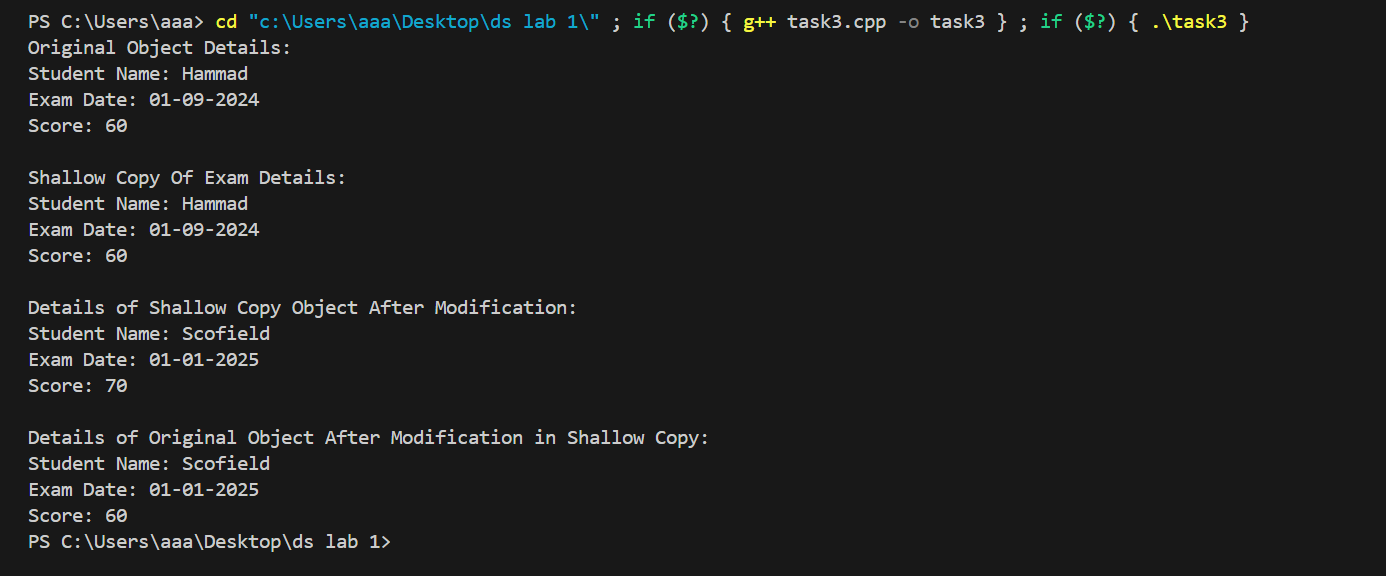 PS C:\Users\aaa> cd "c:\Users\aaa\Desktop\ds lab 1\" ; if ($?) { g++ task3.cpp -o task3 } ; if ($?) { .\task3 }
Original Object Details:
Student Name: Hammad
Exam Date: 01-09-2024
Score: 60
Shallow Copy Of Exam Details:
Student Name: Hammad
Exam Date: 01-09-2024
Score: 60
Details of Shallow Copy Object After Modification:
Student Name: Scofield
Exam Date: 01-01-2025
Score: 70
Details of Original Object After Modification in Shallow Copy:
Student Name: Scofield
Exam Date: 01-01-2025
Score: 60
PS C:\Users\aaa\Desktop\ds lab 1>